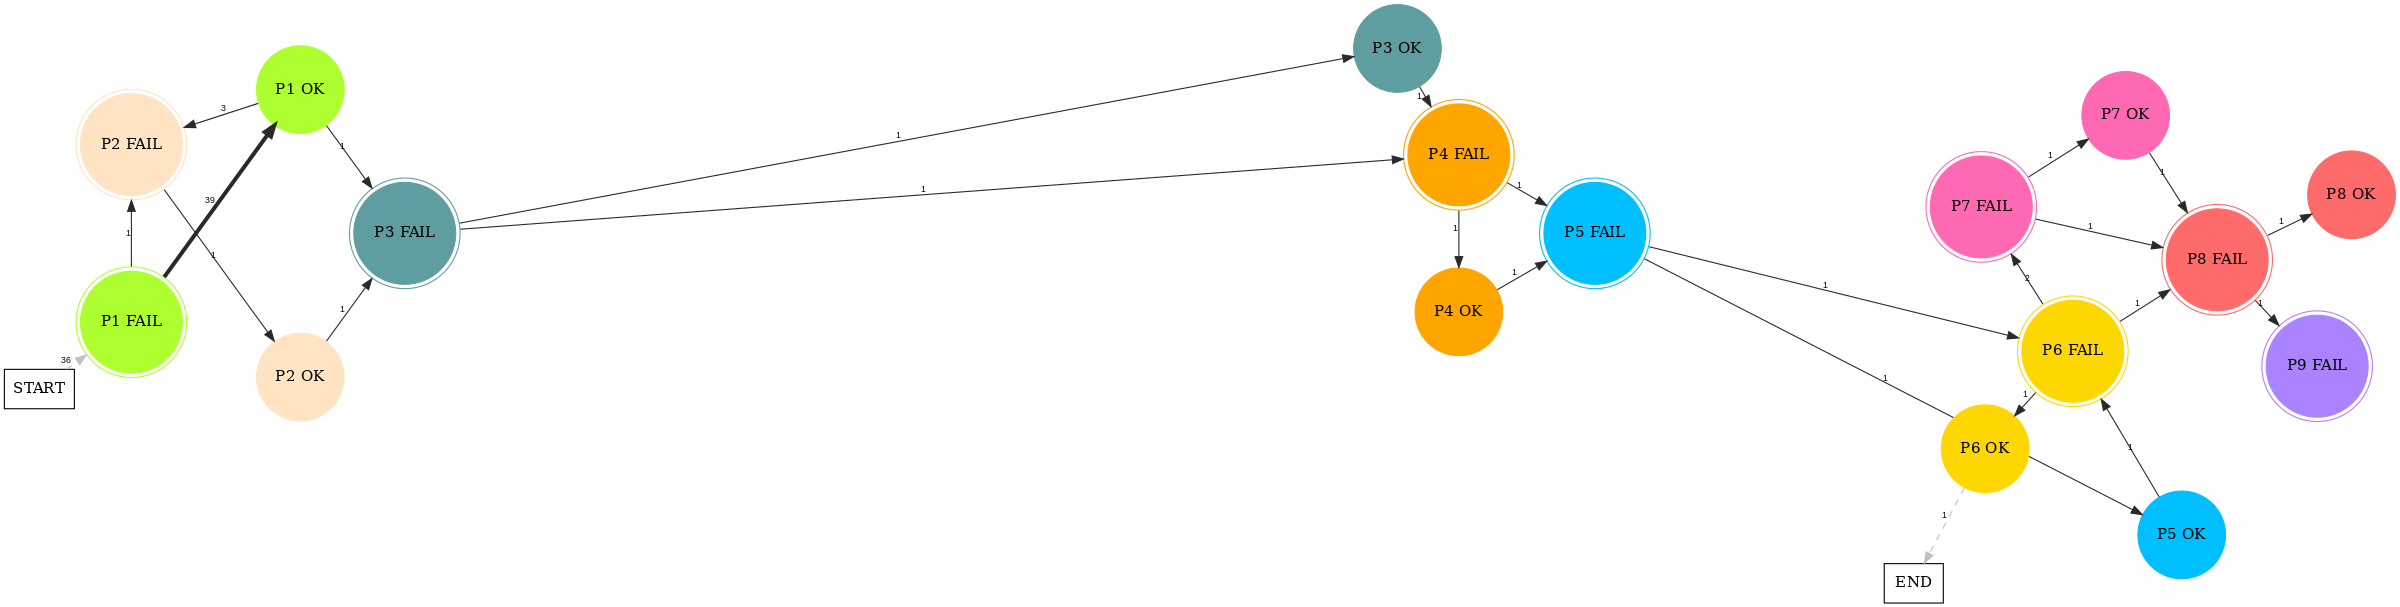 P3 OK
1
P1 OK
3
P7 OK
1
1
P2 FAIL
1
P4 FAIL
1
1
1
P8 OK
39
1
P7 FAIL
1
1
P3 FAIL
P5 FAIL
1
1
1
1
P8 FAIL
1
1
2
1
1
1
1
P1 FAIL
P4 OK
P6 FAIL
36
START
P2 OK
1
1
P9 FAIL
P6 OK
1
1
P5 OK
END